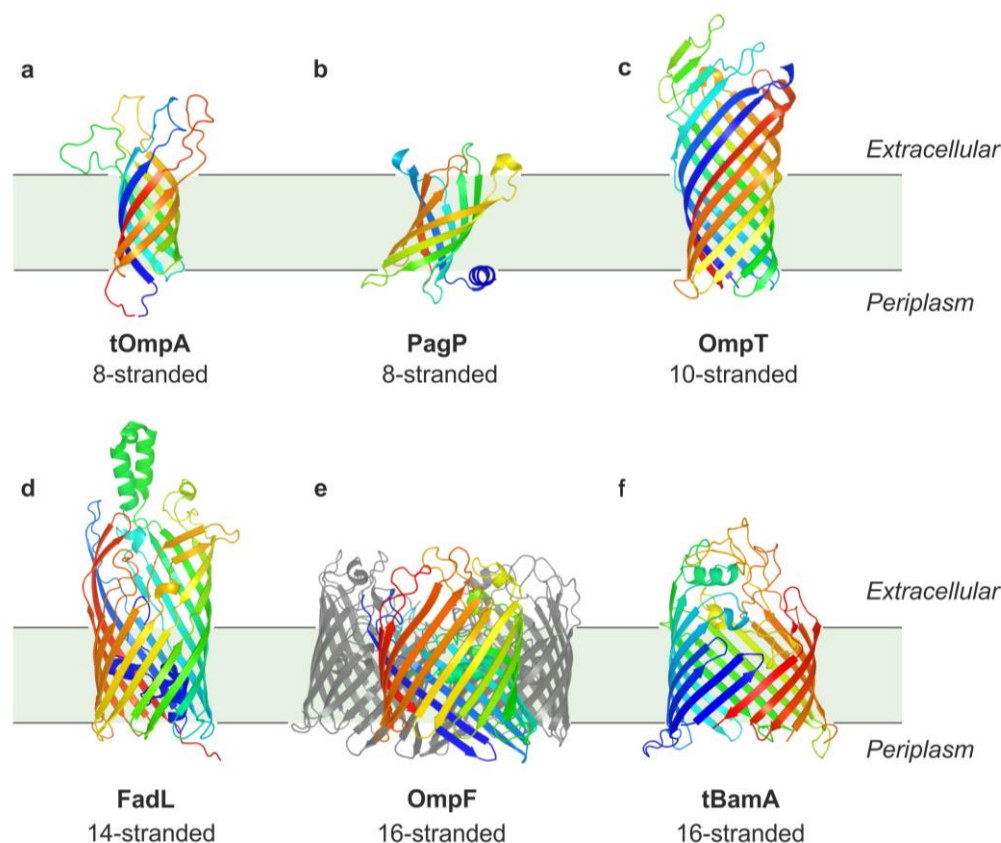 a
b
c
Extracellular
Periplasm
tOmpA
PagP
OmpT
8-stranded
8-stranded
10-stranded
d
e
f
Extracellular
Periplasm
FadL
OmpF
tBamA
14-stranded
16-stranded
16-stranded